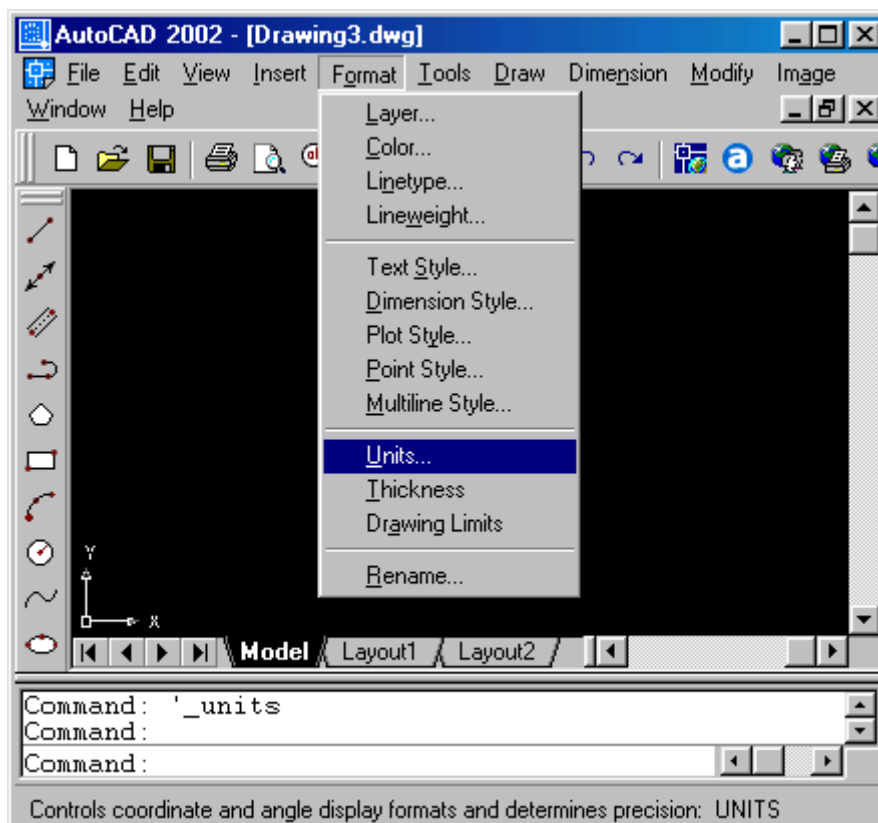 AutoCAD 2002 - [Drawing3.dwg]
File Edit View Insert Format Tools Draw Dimension Modify Image
Window Help
Layer...
Color...
Linetype...
Lineweight...
Text Style...
Dimension Style...
Plot Style...
Point Style...
Multiline Style...
Units...
Thickness
Drawing Limits
Rename...
Y
X
Model Layout1 Layout2
Command: '_units
Command:
Command:
Controls coordinate and angle display formats and determines precision: UNITS